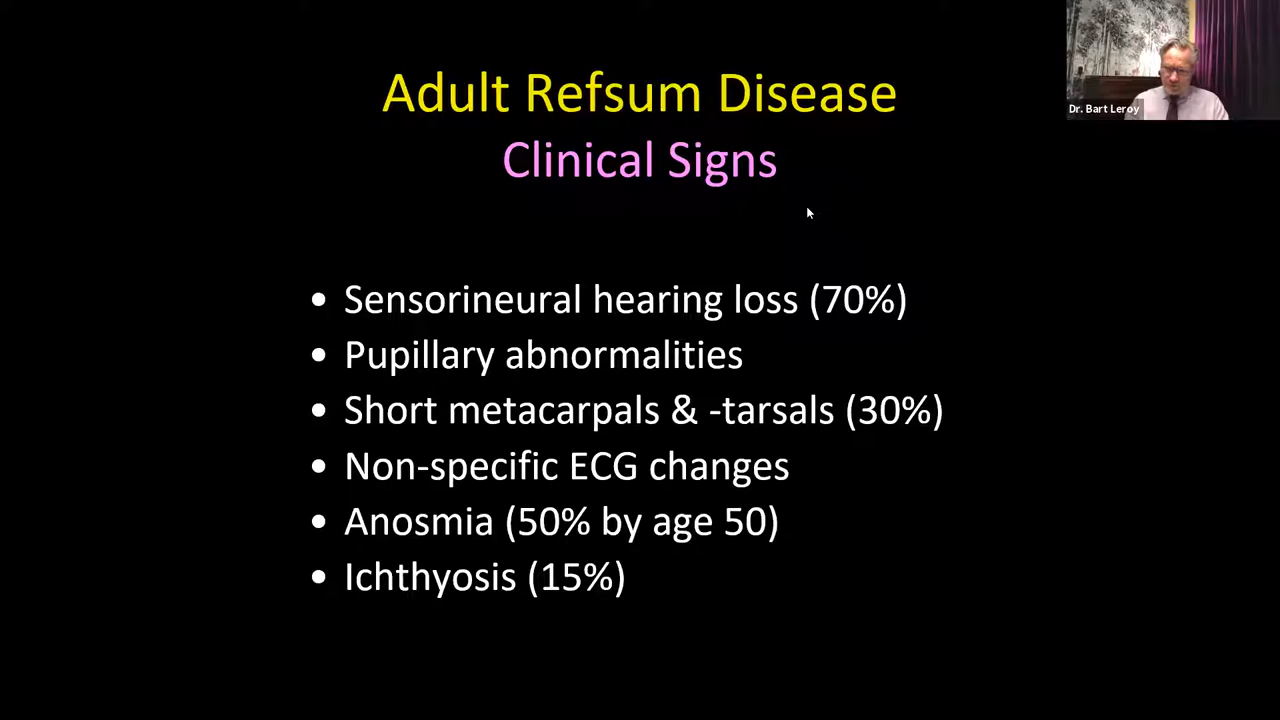 Adult Refsum Disease
Clinical Signs
Dr. Bart Leroy
• Sensorineural hearing loss (70%)
• Pupillary abnormalities
• Short metacarpals & -tarsals (30%)
• Non-specific ECG changes
• Anosmia (50% by age 50)
• Ichthyosis (15%)